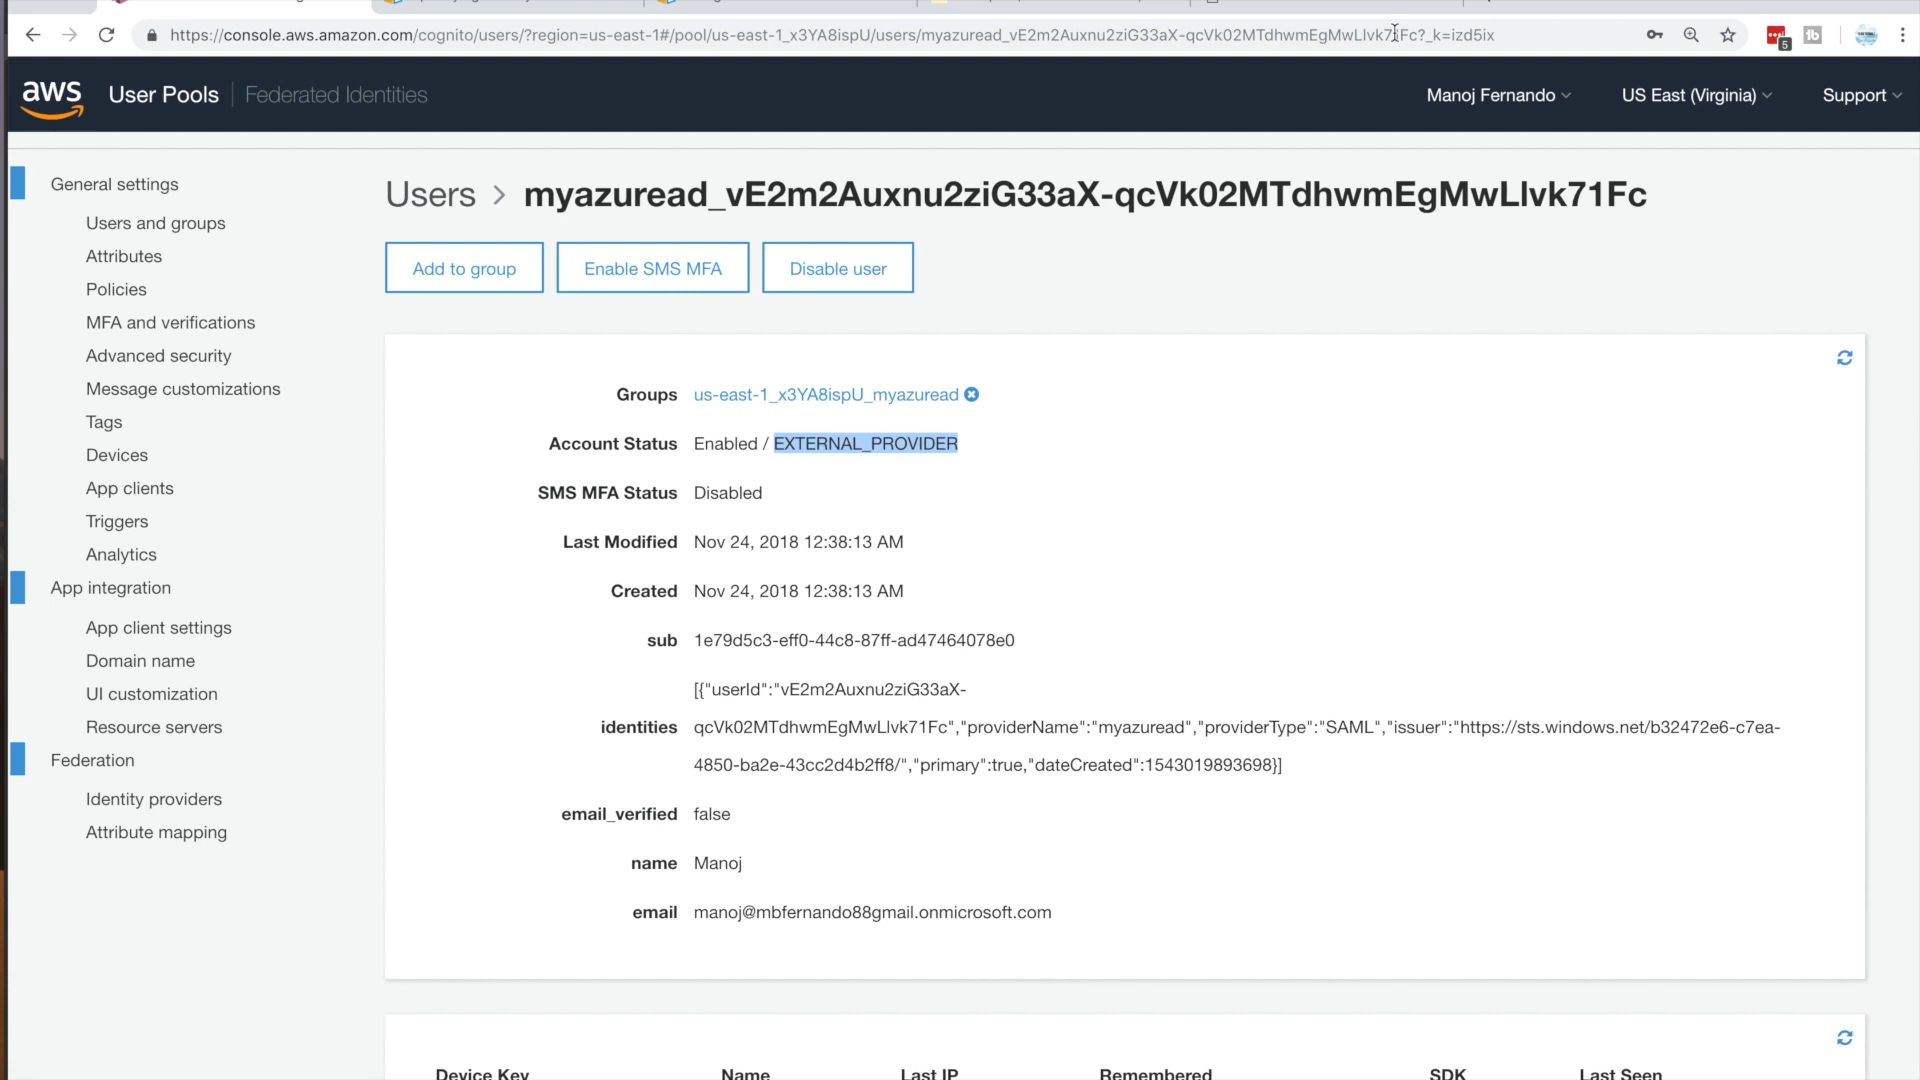 https://console.aws.amazon.com/cognito/users/?region=us-east-1#/pool/us-east-1_x3YA8ispU/users/myazuread_vE2m2Auxnu2ziG33aX-qcVk02MTdhwmEgMwLlvk71Fc?_k=izd5ix
5
tb
aws
User Pools
Federated Identities
Manoj Fernando
US East (Virginia)
Support
General settings
Users and groups
Attributes
Policies
MFA and verifications
Advanced security
Message customizations
Tags
Devices
App clients
Triggers
Analytics
App integration
App client settings
Domain name
UI customization
Resource servers
Federation
Identity providers
Attribute mapping
Users > myazuread_vE2m2Auxnu2ziG33aX-qcVk02MTdhwmEgMwLlvk71Fc
Add to group
Enable SMS MFA
Disable user
Groups us-east-1_x3YA8ispU_myazuread
Account Status Enabled / EXTERNAL_PROVIDER
SMS MFA Status Disabled
Last Modified Nov 24, 2018 12:38:13 AM
Created Nov 24, 2018 12:38:13 AM
sub 1e79d5c3-eff0-44c8-87ff-ad47464078e0
[{"userId":"vE2m2Auxnu2ziG33aX-
identities qcVk02MTdhwmEgMwLlvk71Fc","providerName":"myazuread","providerType":"SAML","issuer":"https://sts.windows.net/b32472e6-c7ea-
4850-ba2e-43cc2d4b2ff8/","primary":true,"dateCreated":1543019893698}]
email_verified false
name Manoj
email manoj@mbfernando88gmail.onmicrosoft.com
Device Key Name Last IP Remembered SDK Last Seen